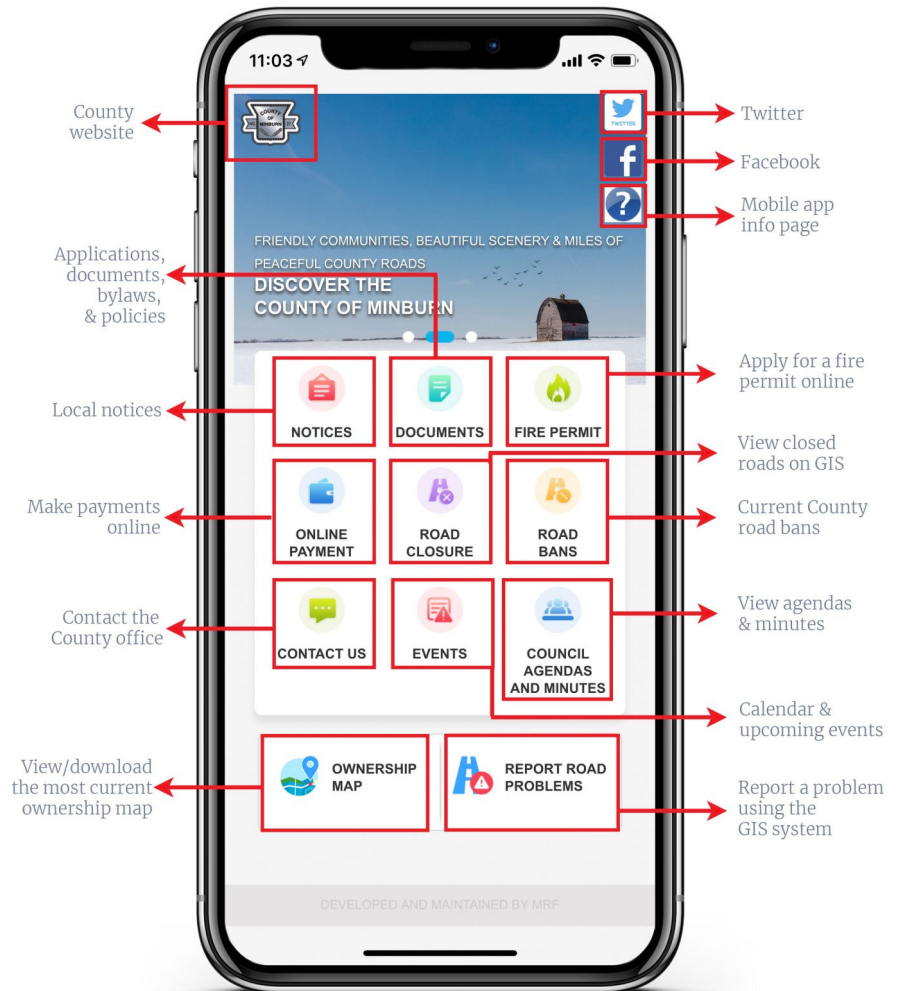 11:03
County
website
COUNTY
OF
MINBURN
TWITTER
Twitter
Facebook
Mobile app
info page
FRIENDLY COMMUNITIES, BEAUTIFUL SCENERY & MILES OF
PEACEFUL COUNTY ROADS
DISCOVER THE
COUNTY OF MINBURN
Applications,
documents,
bylaws,
& policies
Apply for a fire
permit online
Local notices
NOTICES
DOCUMENTS
FIRE PERMIT
View closed
roads on GIS
Make payments
online
ONLINE
PAYMENT
ROAD
CLOSURE
ROAD
BANS
Current County
road bans
Contact the
County office
CONTACT US
EVENTS
COUNCIL
AGENDAS
AND MINUTES
View agendas
& minutes
Calendar &
upcoming events
View/download
the most current
ownership map
OWNERSHIP
MAP
REPORT ROAD
PROBLEMS
Report a problem
using the
GIS system
DEVELOPED AND MAINTAINED BY MRF